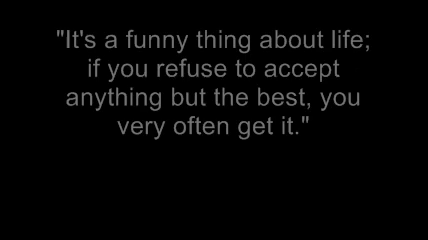 "It's a funny thing about life;
if you refuse to accept
anything but the best, you
very often get it."